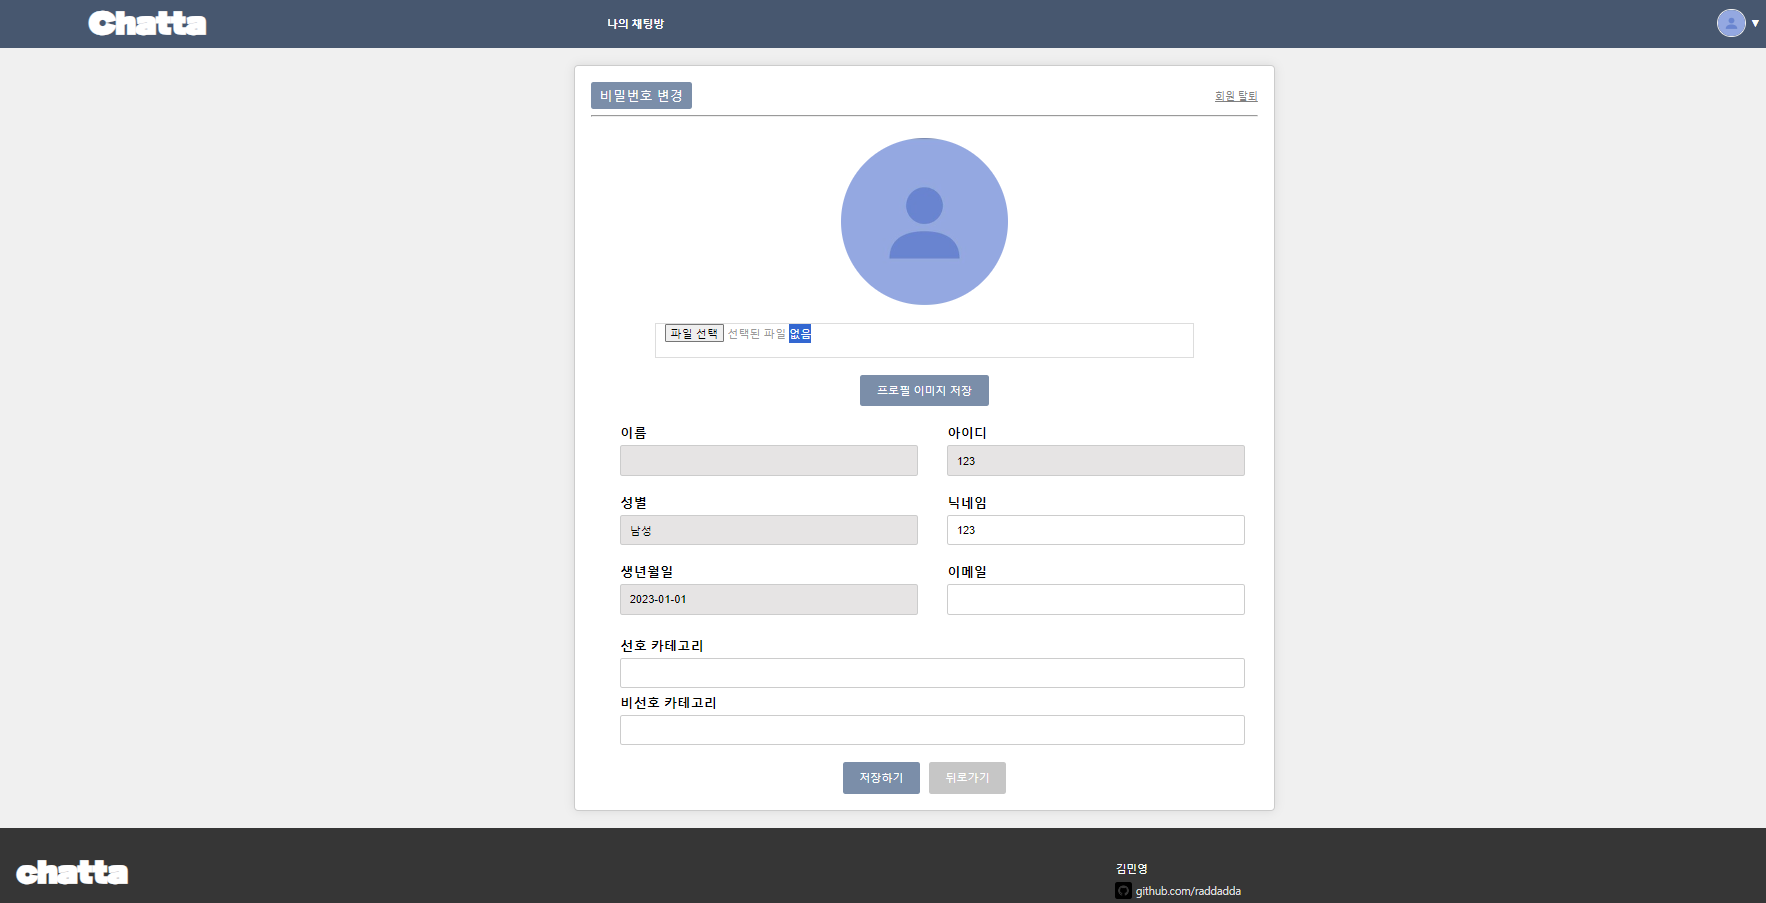 Chatta
나의 채팅방
▼
비밀번호 변경
회원 탈퇴
파일 선택 선택된 파일 없음
프로필 이미지 저장
이름
아이디
123
성별
닉네임
남성
123
생년월일
이메일
2023-01-01
선호 카테고리
비선호 카테고리
저장하기
뒤로가기
chatta
김민영
github.com/raddadda